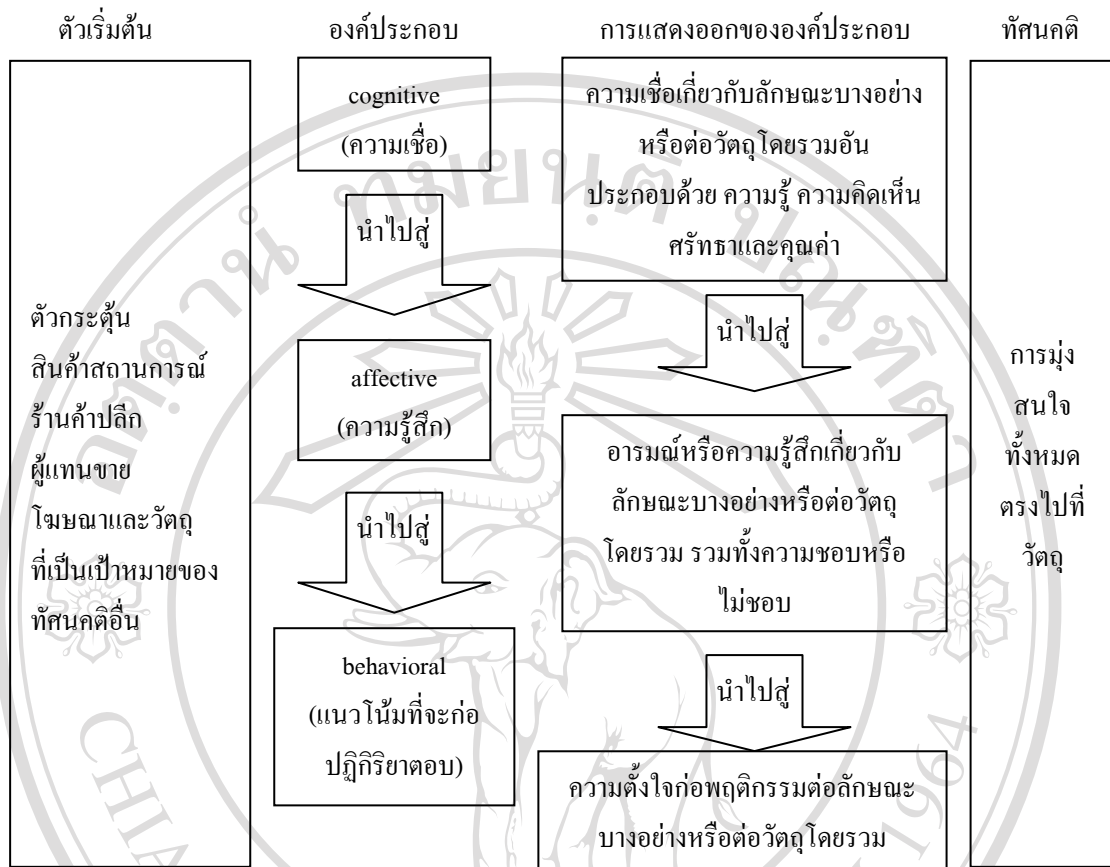 ตัวเริ่มต้น
องค์ประกอบ
การแสดงออกขององค์ประกอบ
ทัศนคติ
ตัวกระตุ้น
สินค้าสถานการณ์
ร้านค้าปลีก
ผู้แทนขาย
โฆษณาและวัตถุ
ที่เป็นเป้าหมายของ
ทัศนคติอื่น
cognitive
(ความเชื่อ)
นำไปสู่
affective
(ความรู้สึก)
นำไปสู่
behavioral
(แนวโน้มที่จะก่อ
ปฏิกิริยาตอบ)
ความเชื่อเกี่ยวกับลักษณะบางอย่าง
หรือต่อวัตถุโดยรวมอัน
ประกอบด้วย ความรู้ ความคิดเห็น
ศรัทธาและคุณค่า
นำไปสู่
อารมณ์หรือความรู้สึกเกี่ยวกับ
ลักษณะบางอย่างหรือต่อวัตถุ
โดยรวม รวมทั้งความชอบหรือ
ไม่ชอบ
นำไปสู่
ความตั้งใจก่อพฤติกรรมต่อลักษณะ
บางอย่างหรือต่อวัตถุโดยรวม
การมุ่ง
สนใจ
ทั้งหมด
ตรงไปที่
วัตถุ
1964